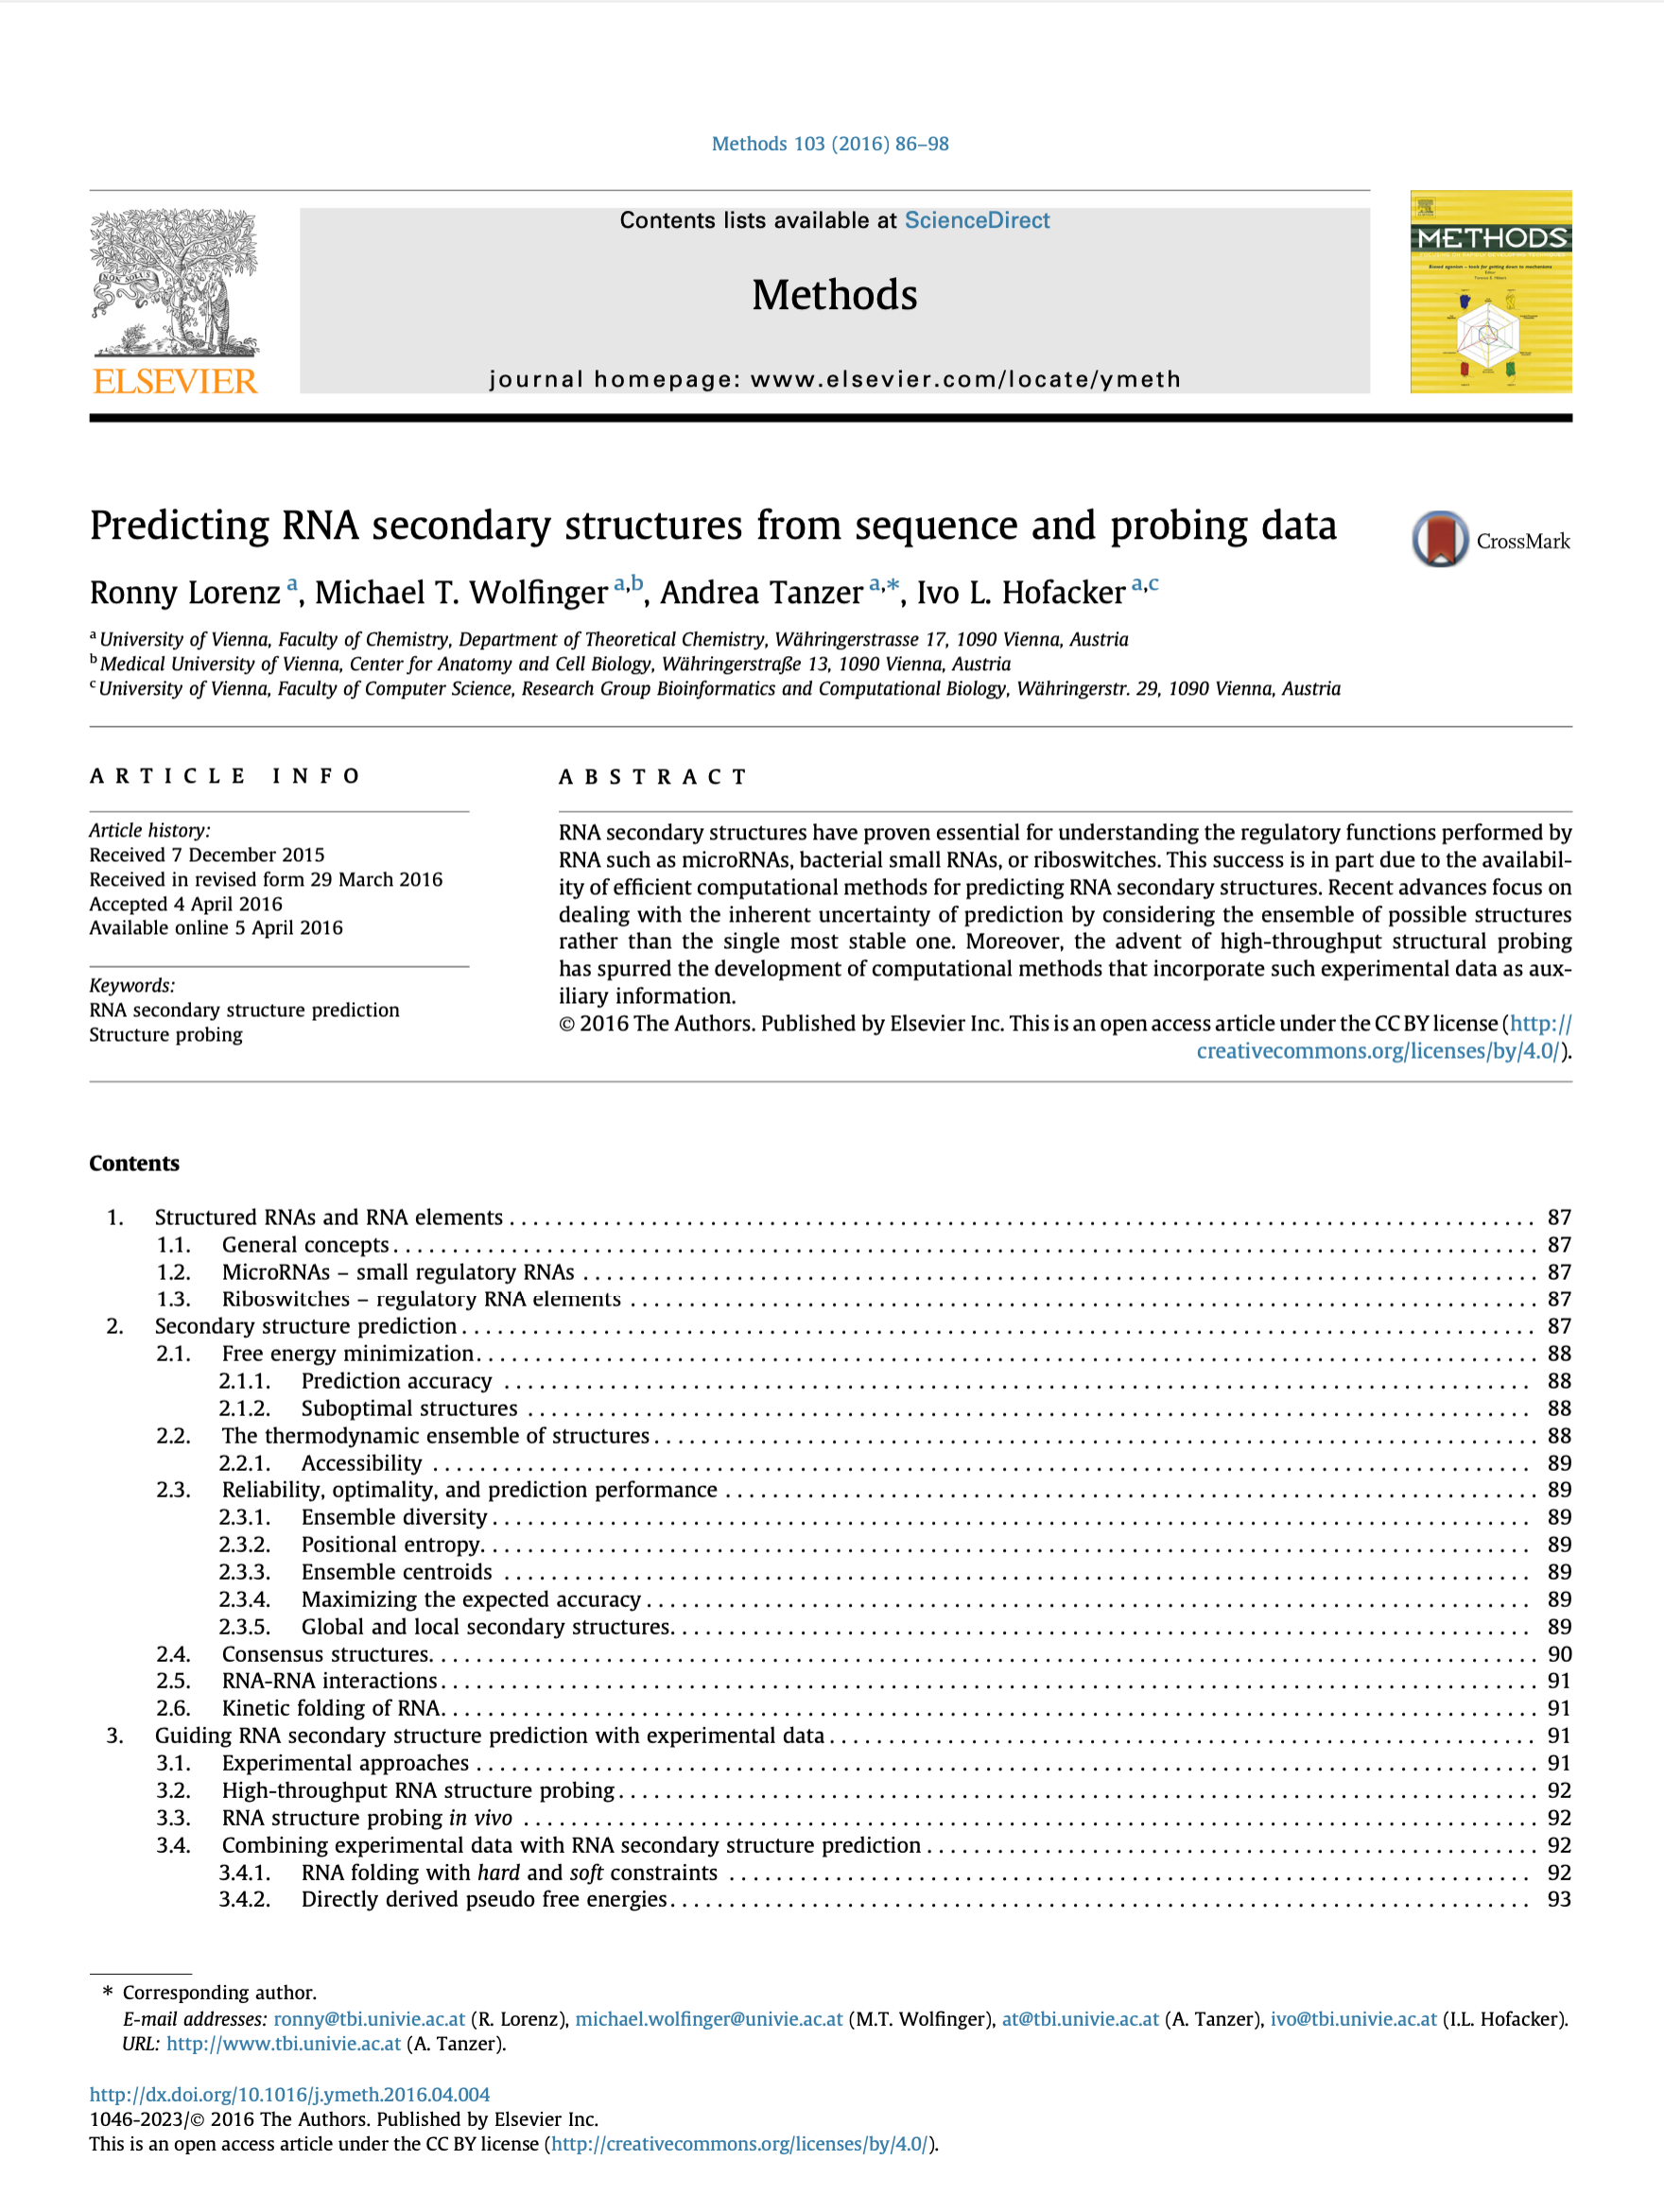 Methods 103 (2016) 86–98
Contents lists available at ScienceDirect
Methods
journal homepage: www.elsevier.com/locate/ymeth
NON SOLUS
ELSEVIER
METHODS
Predicting RNA secondary structures from sequence and probing data
CrossMark
Ronny Lorenz a, Michael T. Wolfinger a,b, Andrea Tanzer a,*, Ivo L. Hofacker a,c
a University of Vienna, Faculty of Chemistry, Department of Theoretical Chemistry, Währingerstrasse 17, 1090 Vienna, Austria
b Medical University of Vienna, Center for Anatomy and Cell Biology, Währingerstraße 13, 1090 Vienna, Austria
c University of Vienna, Faculty of Computer Science, Research Group Bioinformatics and Computational Biology, Währingerstr. 29, 1090 Vienna, Austria
ARTICLE INFO
Article history:
Received 7 December 2015
Received in revised form 29 March 2016
Accepted 4 April 2016
Available online 5 April 2016
Keywords:
RNA secondary structure prediction
Structure probing
ABSTRACT
RNA secondary structures have proven essential for understanding the regulatory functions performed by
RNA such as microRNAs, bacterial small RNAs, or riboswitches. This success is in part due to the availabil-
ity of efficient computational methods for predicting RNA secondary structures. Recent advances focus on
dealing with the inherent uncertainty of prediction by considering the ensemble of possible structures
rather than the single most stable one. Moreover, the advent of high-throughput structural probing
has spurred the development of computational methods that incorporate such experimental data as aux-
iliary information.
© 2016 The Authors. Published by Elsevier Inc. This is an open access article under the CC BY license (http://
creativecommons.org/licenses/by/4.0/).
Contents
1. Structured RNAs and RNA elements 87
1.1. General concepts 87
1.2. MicroRNAs – small regulatory RNAs 87
1.3. Riboswitches – regulatory RNA elements 87
2. Secondary structure prediction 87
2.1. Free energy minimization 88
2.1.1. Prediction accuracy 88
2.1.2. Suboptimal structures 88
2.2. The thermodynamic ensemble of structures 88
2.2.1. Accessibility 89
2.3. Reliability, optimality, and prediction performance 89
2.3.1. Ensemble diversity 89
2.3.2. Positional entropy 89
2.3.3. Ensemble centroids 89
2.3.4. Maximizing the expected accuracy 89
2.3.5. Global and local secondary structures 89
2.4. Consensus structures 90
2.5. RNA-RNA interactions 91
2.6. Kinetic folding of RNA 91
3. Guiding RNA secondary structure prediction with experimental data 91
3.1. Experimental approaches 91
3.2. High-throughput RNA structure probing 92
3.3. RNA structure probing in vivo 92
3.4. Combining experimental data with RNA secondary structure prediction 92
3.4.1. RNA folding with hard and soft constraints 92
3.4.2. Directly derived pseudo free energies 93
* Corresponding author.
E-mail addresses: ronny@tbi.univie.ac.at (R. Lorenz), michael.wolfinger@univie.ac.at (M.T. Wolfinger), at@tbi.univie.ac.at (A. Tanzer), ivo@tbi.univie.ac.at (I.L. Hofacker).
URL: http://www.tbi.univie.ac.at (A. Tanzer).
http://dx.doi.org/10.1016/j.ymeth.2016.04.004
1046-2023/© 2016 The Authors. Published by Elsevier Inc.
This is an open access article under the CC BY license (http://creativecommons.org/licenses/by/4.0/).